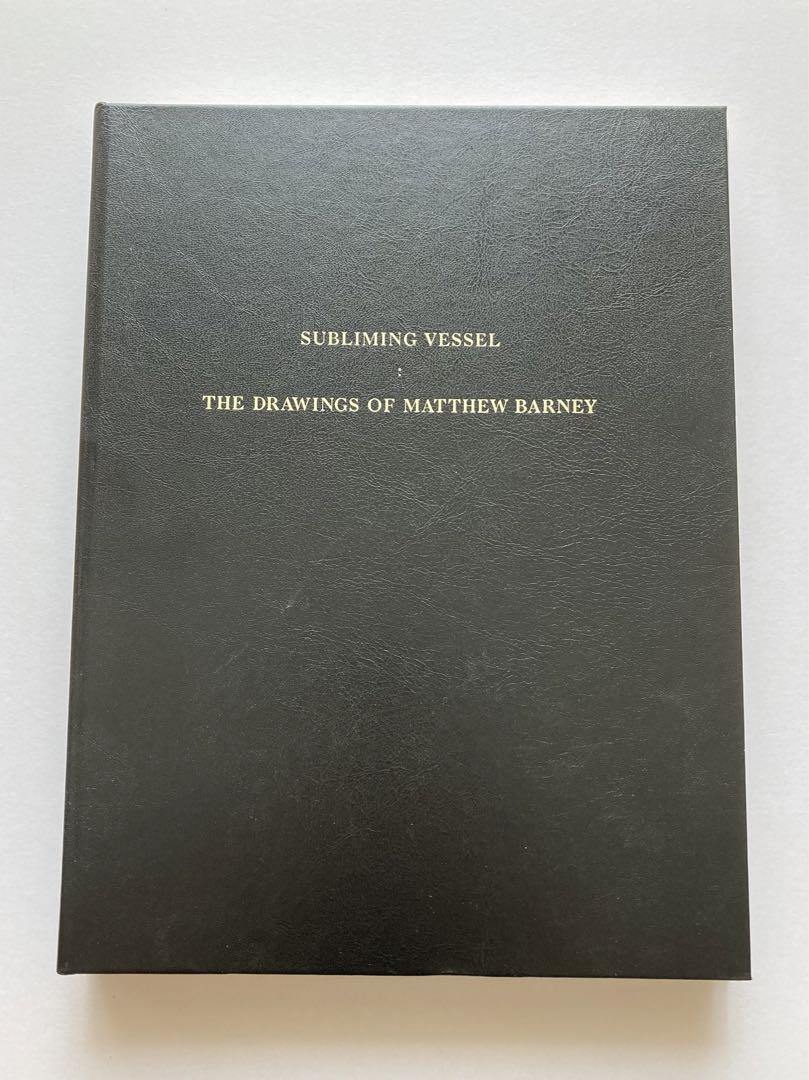 SUBLIMING VESSEL
:
THE DRAWINGS OF MATTHEW BARNEY